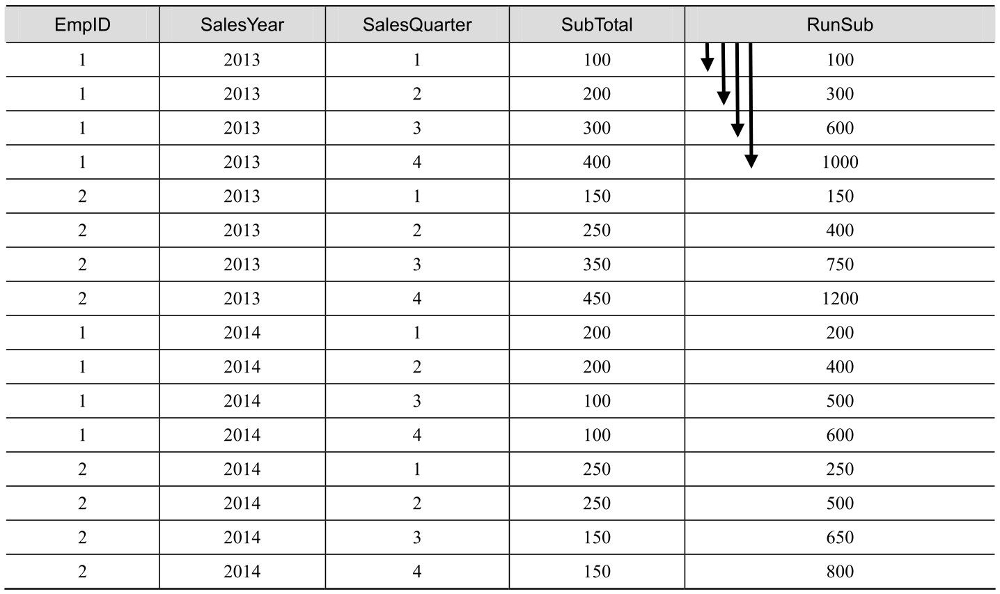 EmpID SalesYear SalesQuarter SubTotal RunSub
1 2013 1 100 100
1 2013 2 200 300
1 2013 3 300 600
1 2013 4 400 1000
2 2013 1 150 150
2 2013 2 250 400
2 2013 3 350 750
2 2013 4 450 1200
1 2014 1 200 200
1 2014 2 200 400
1 2014 3 100 500
1 2014 4 100 600
2 2014 1 250 250
2 2014 2 250 500
2 2014 3 150 650
2 2014 4 150 800